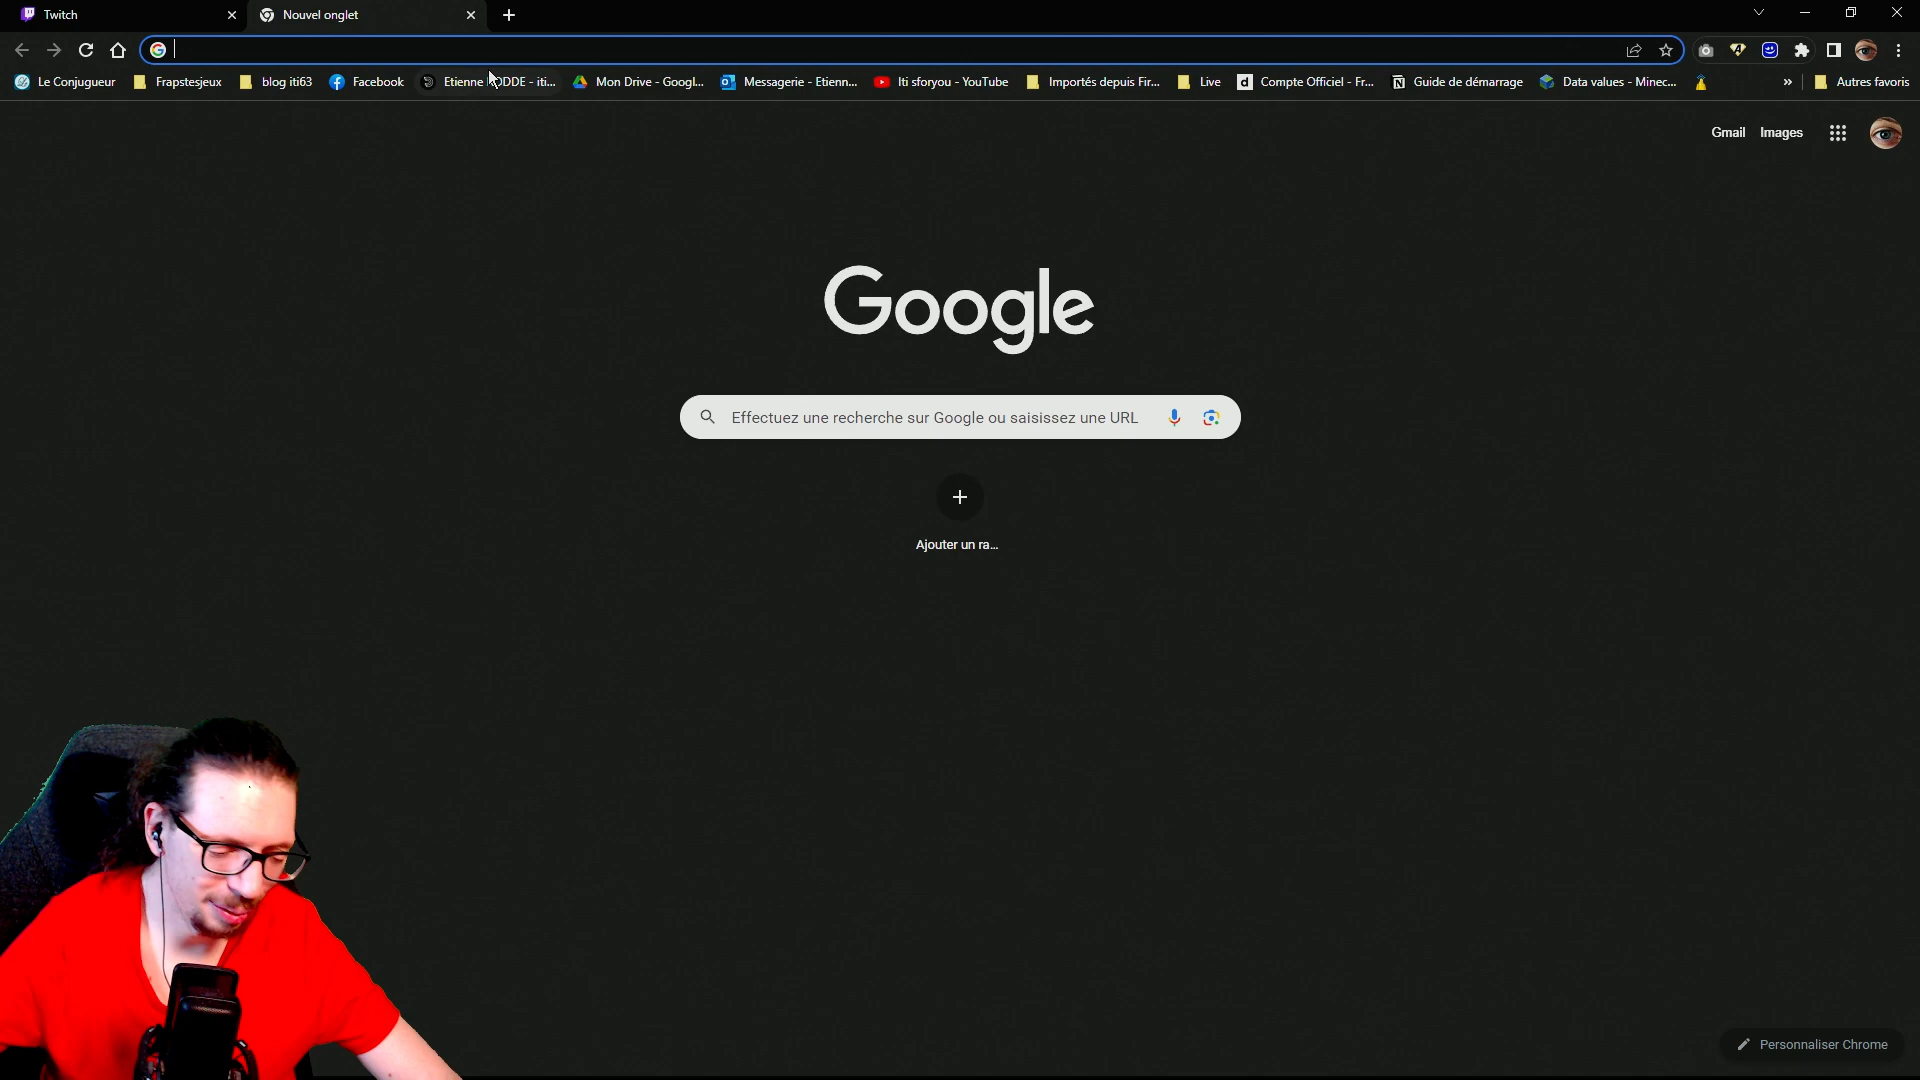 Twitch
Nouvel onglet
Le Conjugueur
Frapstesjeux
blog iti63
Facebook
Etienne ODDE - iti...
Mon Drive - Googl...
Messagerie - Etienn...
Iti sforyou - YouTube
Importés depuis Fir...
Live
Compte Officiel - Fr...
Guide de démarrage
Data values - Minec...
»
Autres favoris
Gmail
Images
Google
Effectuez une recherche sur Google ou saisissez une URL
Ajouter un ra...
Personnaliser Chrome